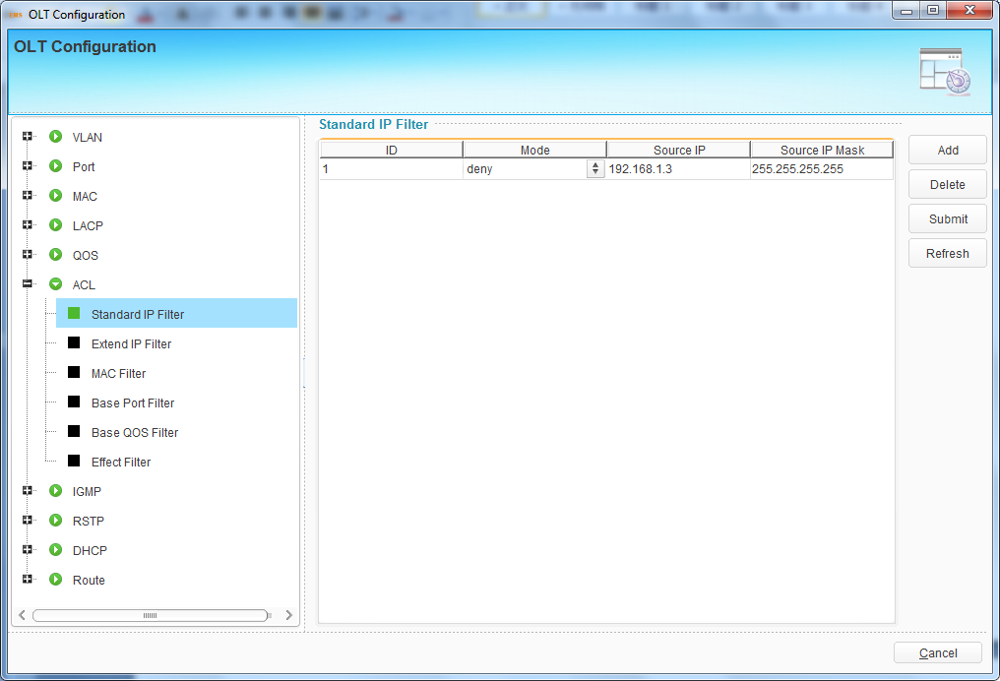 OLT Configuration
OLT Configuration
VLAN
Port
MAC
LACP
QOS
ACL
Standard IP Filter
Extend IP Filter
MAC Filter
Base Port Filter
Base QOS Filter
Effect Filter
IGMP
RSTP
DHCP
Route
Standard IP Filter
ID Mode Source IP Source IP Mask
1 deny 192.168.1.3 255.255.255.255
Add
Delete
Submit
Refresh
Cancel